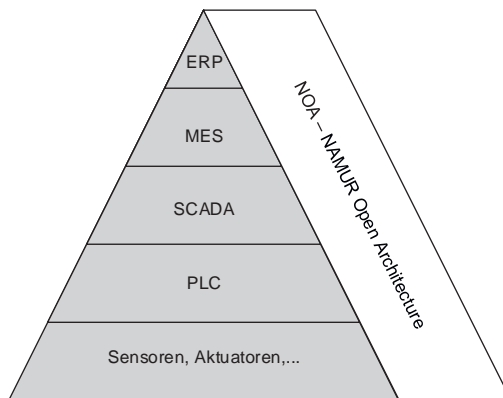 ERP
MES
SCADA
PLC
Sensoren, Aktuatoren,...
NOA – NAMUR Open Architecture